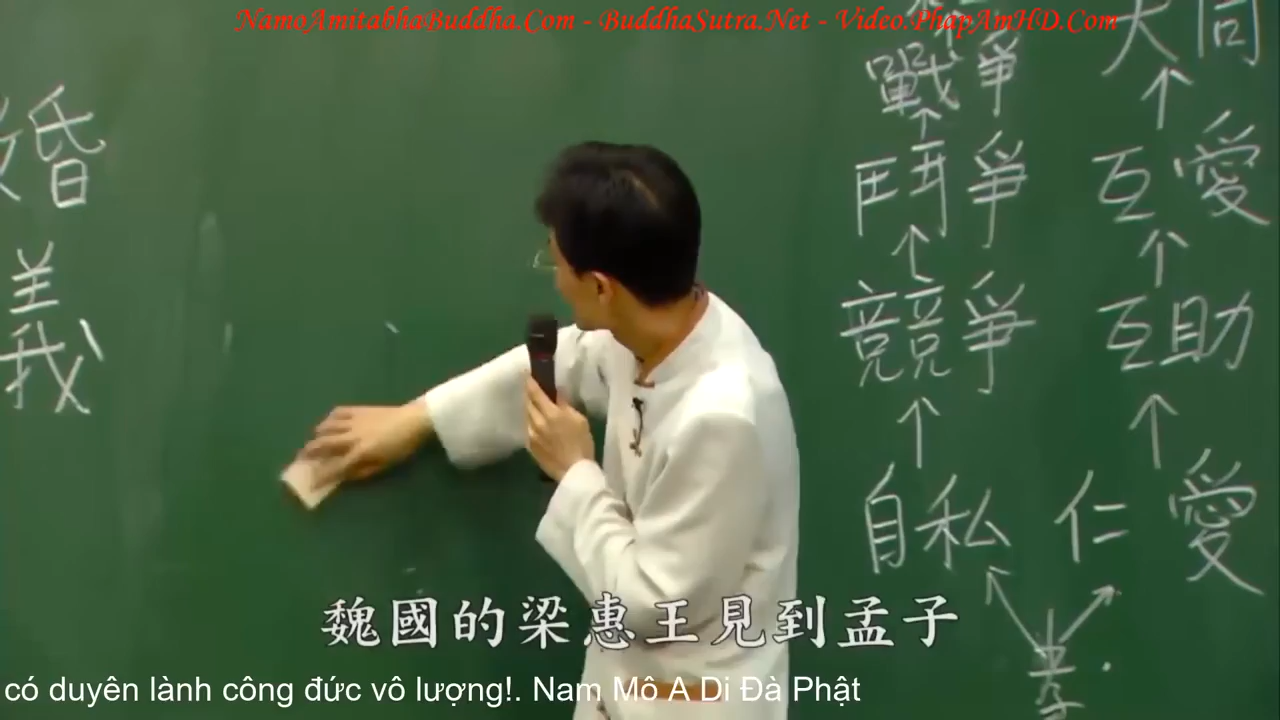 NamoAmitabhaBuddha.Com - BuddhaSutra.Net - Video.PhapAmHD.Com
婚
義
戰爭
鬥爭
競爭
自私
大同
互愛
互助
仁愛
魏國的梁惠王見到孟子
có duyên lành công đức vô lượng!. Nam Mô A Di Đà Phật